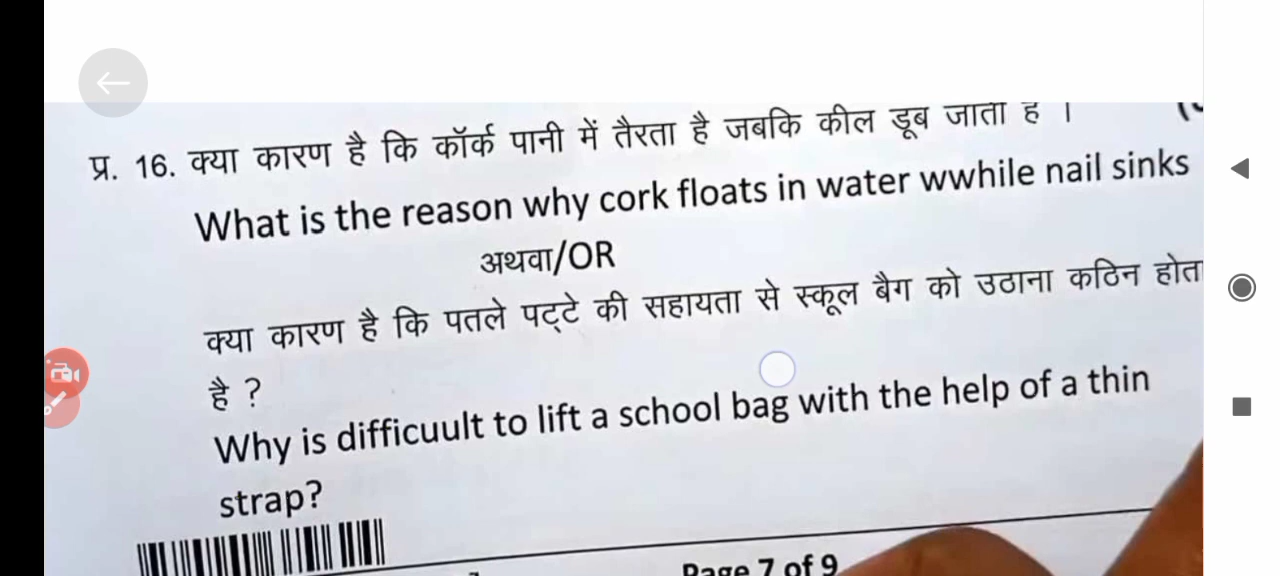 प्र. 16. क्या कारण है कि कॉर्क पानी में तैरता है जबकि कील डूब जाता है ।
What is the reason why cork floats in water wwhile nail sinks
अथवा/OR
क्या कारण है कि पतले पट्टे की सहायता से स्कूल बैग को उठाना कठिन होता
है ?
Why is difficuult to lift a school bag with the help of a thin
strap?
Page 7 of 9